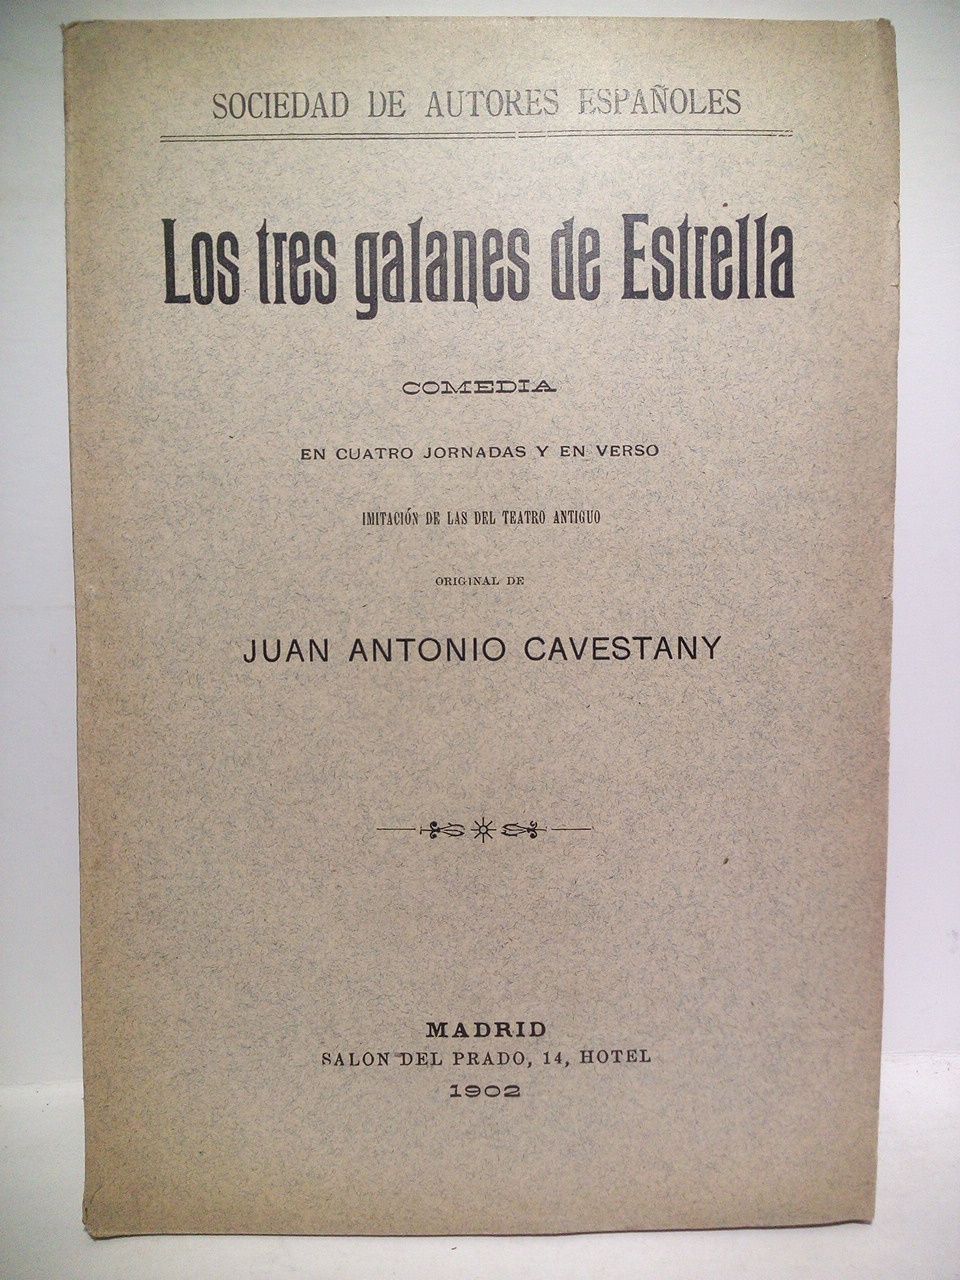 SOCIEDAD DE AUTORES ESPAÑOLES
Los tres galanes de Estrella
COMEDIA
EN CUATRO JORNADAS Y EN VERSO
IMITACIÓN DE LAS DEL TEATRO ANTIGUO
ORIGINAL DE
JUAN ANTONIO CAVESTANY
MADRID
SALON DEL PRADO, 14, HOTEL
1902